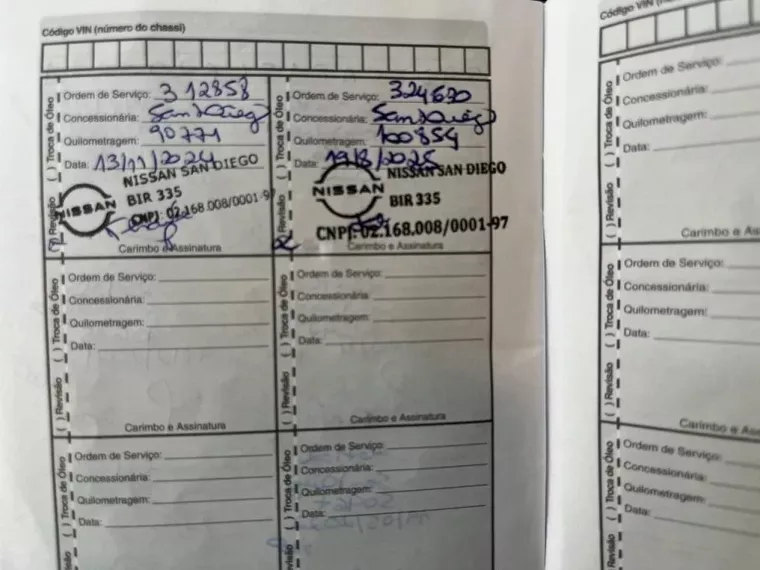 Código VIN (número do chassi)
( ) Revisão ( ) Troca de Óleo
Ordem de Serviço: 312858
Concessionária: San Diego
Quilometragem: 90771
Data: 13/11/2024
NISSAN SAN DIEGO
NISSAN
BIR 335
CNPJ: 02.168.008/0001-97
Carimbo e Assinatura
( ) Revisão ( ) Troca de Óleo
Ordem de Serviço: 324620
Concessionária: San Diego
Quilometragem: 100854
Data: 19/8/2025
NISSAN SAN DIEGO
NISSAN
BIR 335
CNPJ: 02.168.008/0001-97
Carimbo e Assinatura
( ) Revisão ( ) Troca de Óleo
Ordem de Serviço:
Concessionária:
Quilometragem:
Data:
Carimbo e Assinatura
( ) Revisão ( ) Troca de Óleo
Ordem de Serviço:
Concessionária:
Quilometragem:
Data:
Carimbo e Assinatura
( ) Revisão ( ) Troca de Óleo
Ordem de Serviço:
Concessionária:
Quilometragem:
Data:
( ) Revisão ( ) Troca de Óleo
Ordem de Serviço:
Concessionária:
Quilometragem:
Data:
Código VIN (número do
( ) Revisão ( ) Troca de Óleo
Ordem de Serviço:
Concessionária:
Quilometragem:
Data:
Carimbo e
( ) Revisão ( ) Troca de Óleo
Ordem de Serviço:
Concessionária:
Quilometragem:
Data:
Carimbo e
( ) Revisão ( ) Troca de Óleo
Ordem de Serviço:
Concessionária:
Quilometragem:
Data: